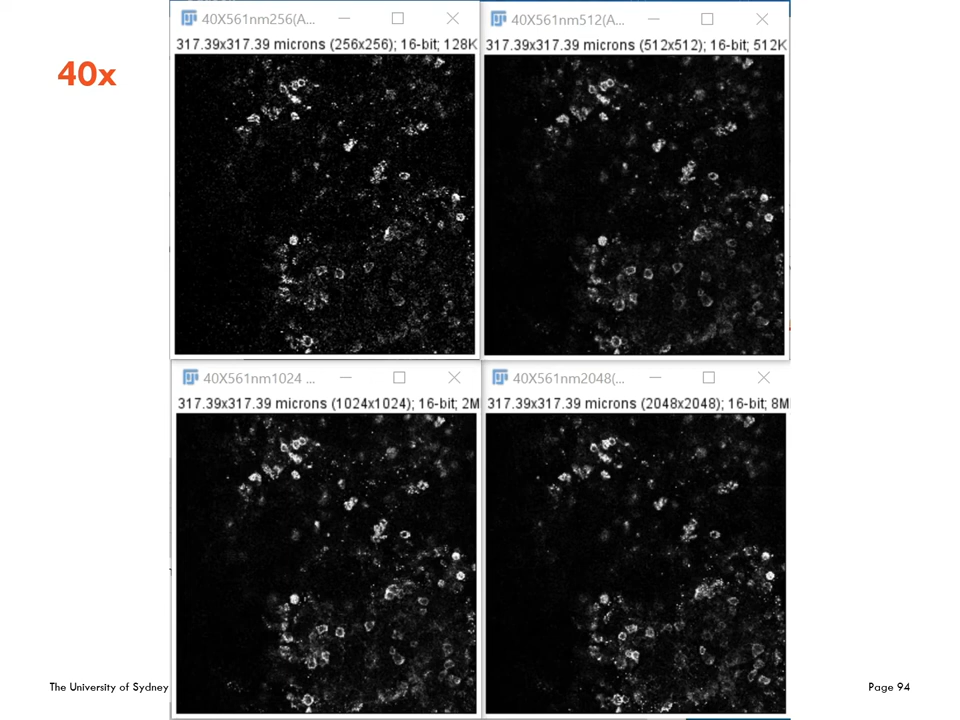 40x
40X561nm256(A...
317.39x317.39 microns (256x256); 16-bit; 128K
40X561nm512(A...
317.39x317.39 microns (512x512); 16-bit; 512K
40X561nm1024 ...
317.39x317.39 microns (1024x1024); 16-bit; 2M
40X561nm2048(...
317.39x317.39 microns (2048x2048); 16-bit; 8M
The University of Sydney
Page 94